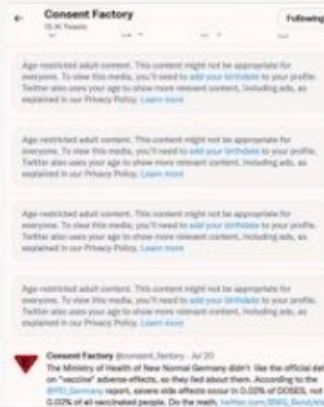 Consent Factory
Following
Age-restricted adult content. This content might not be appropriate for
everyone. To view this media, you'll need to add your birthdate to your profile.
Twitter also uses your age to show more relevant content, including ads, as
explained in our Privacy Policy. Learn more
Age-restricted adult content. This content might not be appropriate for
everyone. To view this media, you'll need to add your birthdate to your profile.
Twitter also uses your age to show more relevant content, including ads, as
explained in our Privacy Policy. Learn more
Age-restricted adult content. This content might not be appropriate for
everyone. To view this media, you'll need to add your birthdate to your profile.
Twitter also uses your age to show more relevant content, including ads, as
explained in our Privacy Policy. Learn more
Age-restricted adult content. This content might not be appropriate for
everyone. To view this media, you'll need to add your birthdate to your profile.
Twitter also uses your age to show more relevant content, including ads, as
explained in our Privacy Policy. Learn more
Consent Factory @consent_factory · Jul 20
The Ministry of Health of New Normal Germany didn't like the official dat
on "vaccine" adverse effects, so they lied about them. According to the
@PEI_Germany report, severe side effects occur in 0.02% of DOSES, not
0.02% of all vaccinated people. Do the math.